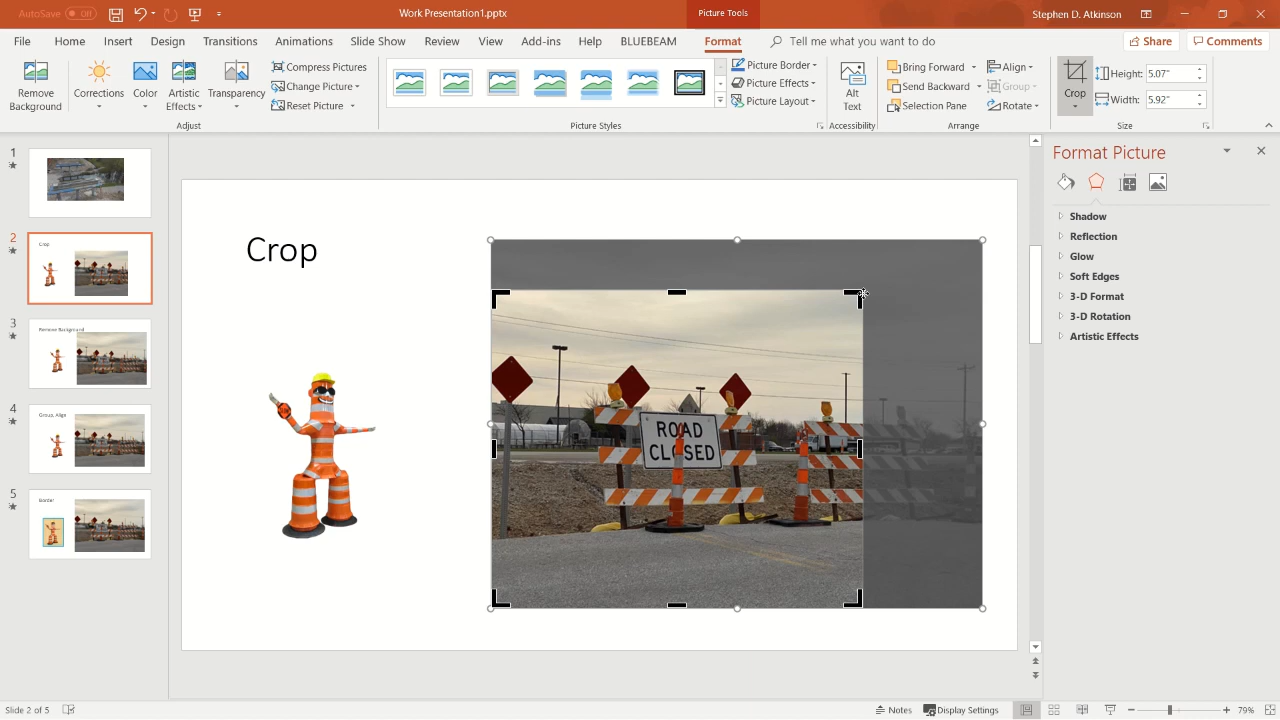 AutoSave Off
Work Presentation1.pptx
Picture Tools
Stephen D. Atkinson
File Home Insert Design Transitions Animations Slide Show Review View Add-ins Help BLUEBEAM Format Tell me what you want to do
Share Comments
Remove Background
Corrections
Color
Artistic Effects
Transparency
Compress Pictures
Change Picture
Reset Picture
Adjust
Picture Styles
Picture Border
Picture Effects
Picture Layout
Alt Text
Accessibility
Bring Forward
Send Backward
Selection Pane
Align
Group
Rotate
Arrange
Crop
Height: 5.07"
Width: 5.92"
Size
1
2
Crop
3
Remove Background
4
Group, Align
5
Border
Crop
ROAD
CLOSED
Format Picture
Shadow
Reflection
Glow
Soft Edges
3-D Format
3-D Rotation
Artistic Effects
Slide 2 of 5
Notes
Display Settings
79%